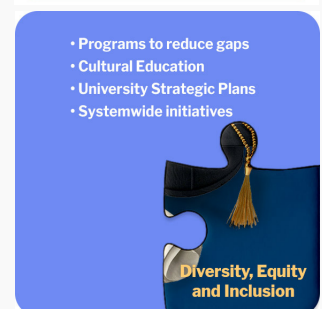 • Programs to reduce gaps
• Cultural Education
• University Strategic Plans
• Systemwide initiatives
Diversity, Equity
and Inclusion